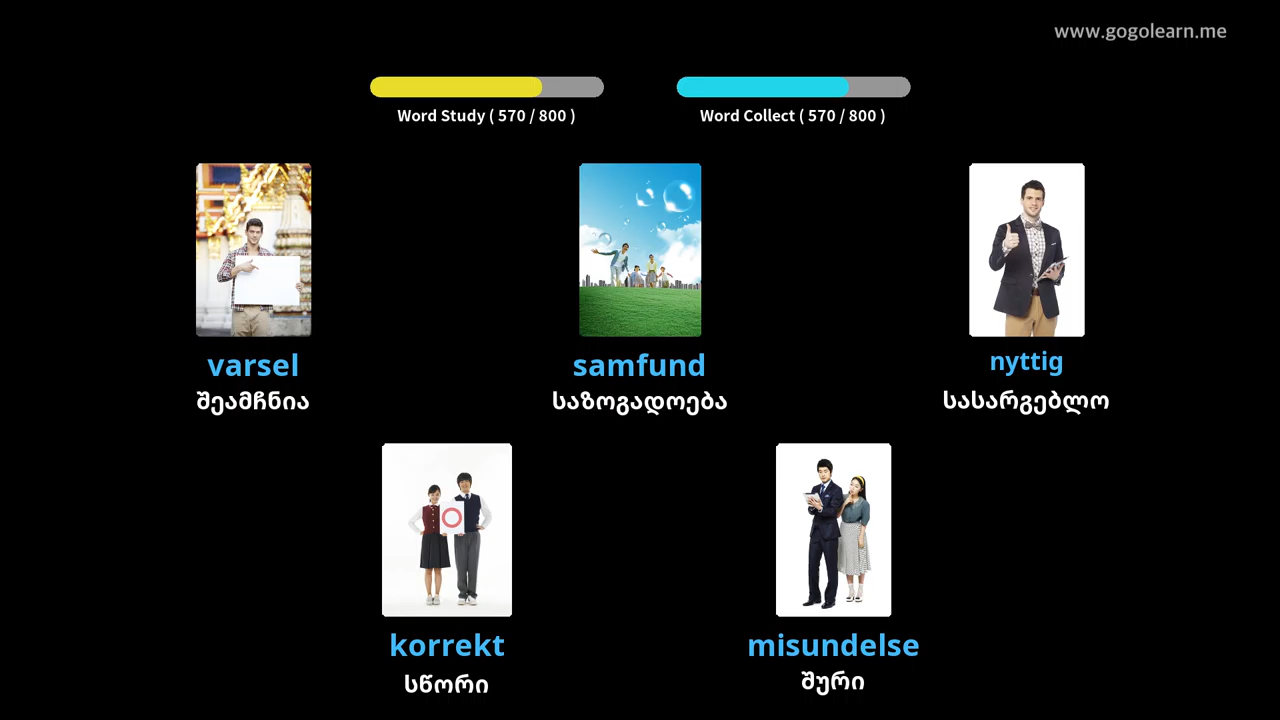 www.gogolearn.me
Word Study ( 570 / 800 )
Word Collect ( 570 / 800 )
varsel
შეამჩნია
samfund
საზოგადოება
nyttig
სასარგებლო
korrekt
სწორი
misundelse
შური